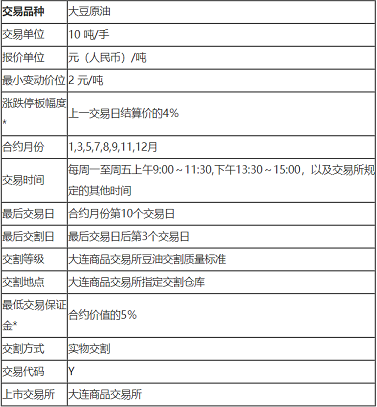 交易品种 大豆原油
交易单位 10 吨/手
报价单位 元（人民币）/吨
最小变动价位 2 元/吨
涨跌停板幅度
* 上一交易日结算价的4%
合约月份 1,3,5,7,8,9,11,12月
交易时间 每周一至周五上午9:00～11:30,下午13:30～15:00，以及交易所规
定的其他时间
最后交易日 合约月份第10个交易日
最后交割日 最后交易日后第3个交易日
交割等级 大连商品交易所豆油交割质量标准
交割地点 大连商品交易所指定交割仓库
最低交易保证
金* 合约价值的5%
交割方式 实物交割
交易代码 Y
上市交易所 大连商品交易所